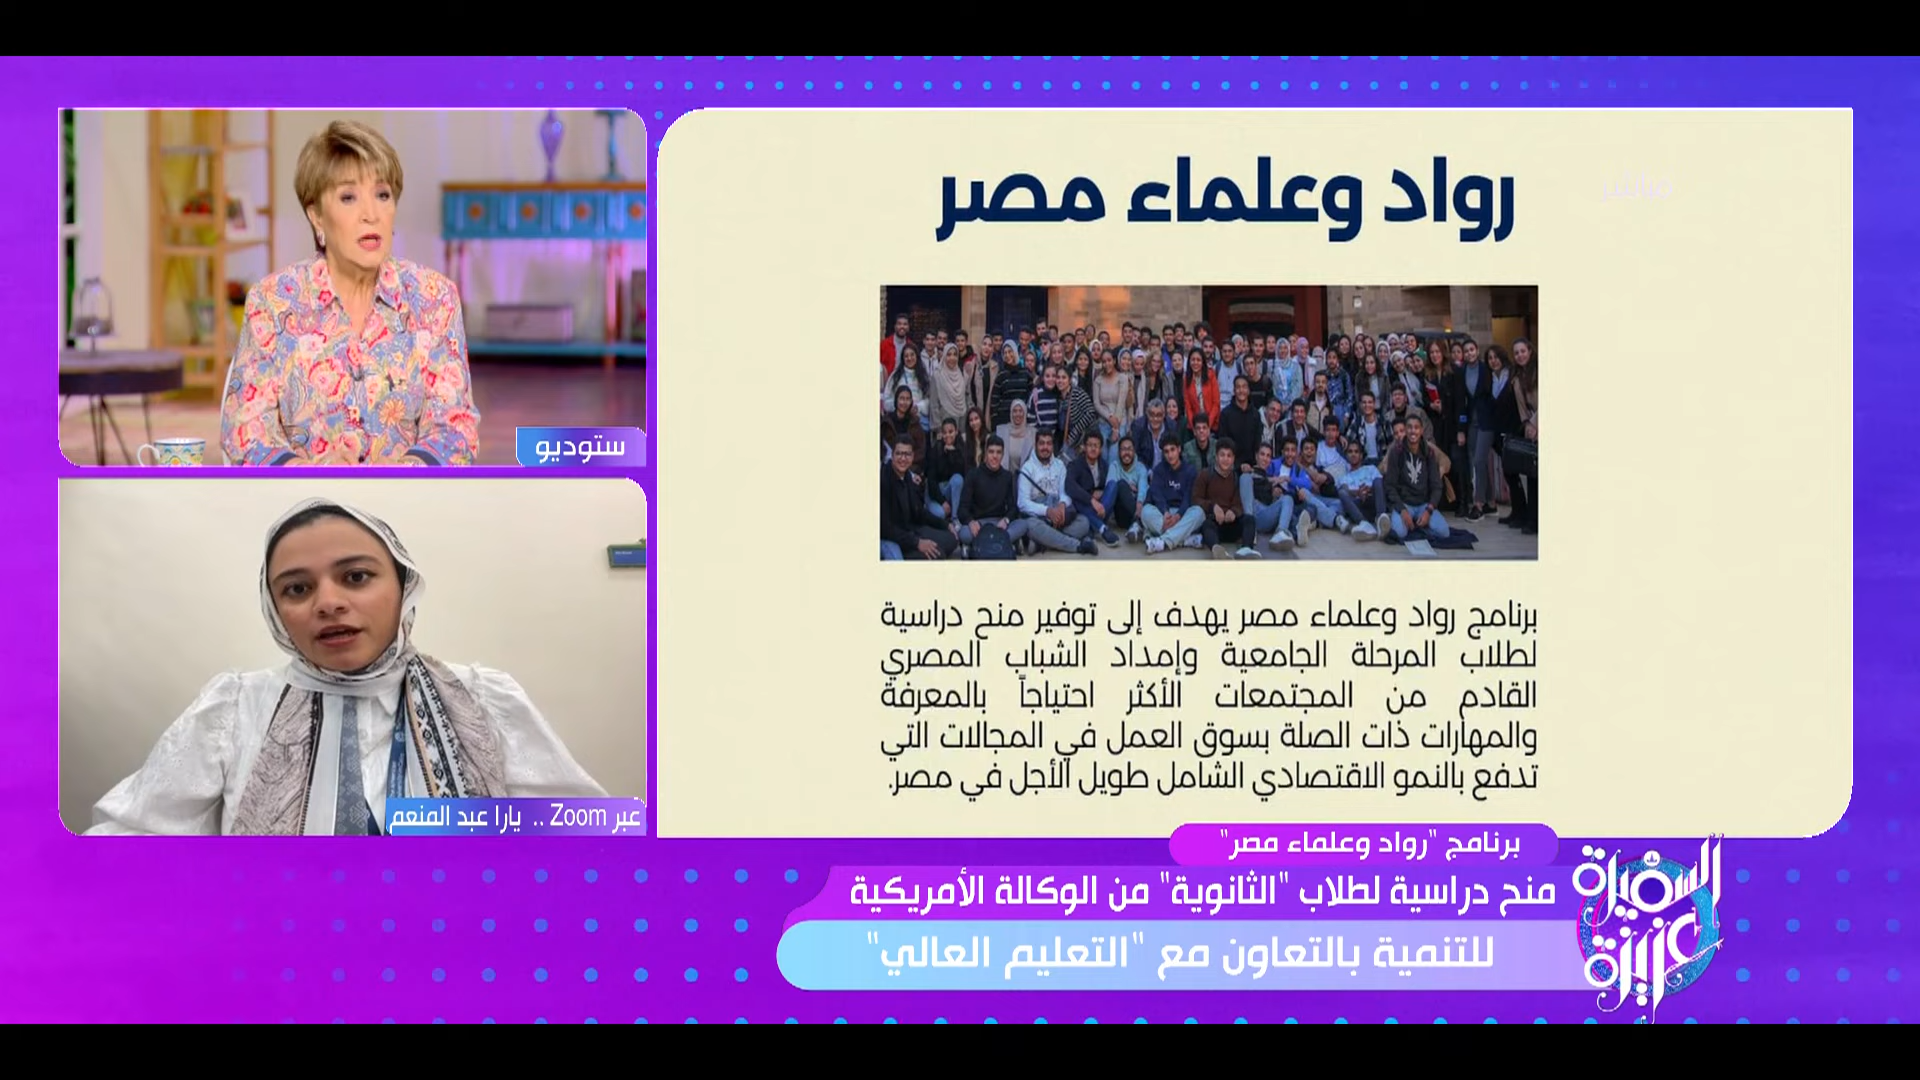 رواد وعلماء مصر
مباشر
برنامج رواد وعلماء مصر يهدف إلى توفير منح دراسية
لطلاب المرحلة الجامعية وإمداد الشباب المصري
القادم من المجتمعات الأكثر احتياجاً بالمعرفة
والمهارات ذات الصلة بسوق العمل في المجالات التي
تدفع بالنمو الاقتصادي الشامل طويل الأجل في مصر.
ستوديو
عبر Zoom .. يارا عبد المنعم
برنامج "رواد وعلماء مصر"
منح دراسية لطلاب "الثانوية" من الوكالة الأمريكية
للتنمية بالتعاون مع "التعليم العالي"
السفيرة
عزيزة